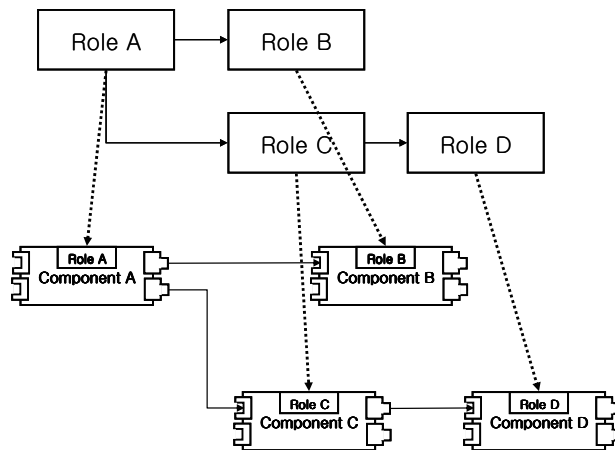 Role A
Role B
Role C
Role D
Role A
Component A
Role B
Component B
Role C
Component C
Role D
Component D